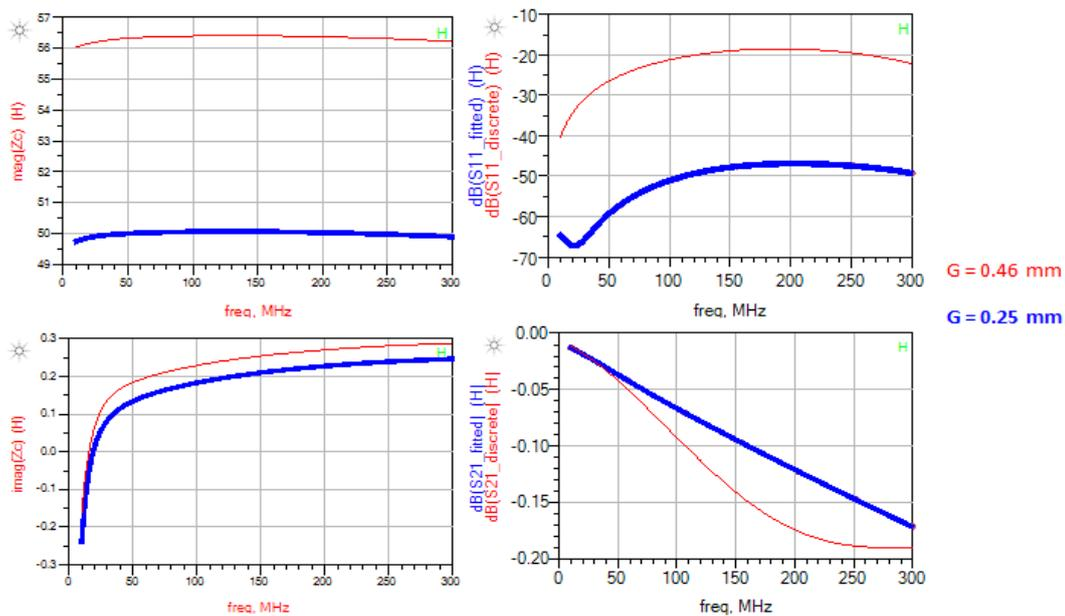 57
56
55
54
53
52
51
50
49
mag(Zc) (H)
H
0 50 100 150 200 250 300
freq, MHz
-10
-20
-30
-40
-50
-60
-70
dB(S11_fitted) (H)
dB(S11_discrete) (H)
H
0 50 100 150 200 250 300
freq, MHz
G = 0.46 mm
G = 0.25 mm
0.3
0.2
0.1
0.0
-0.1
-0.2
-0.3
imag(Zc) (H)
H
0 50 100 150 200 250 300
freq, MHz
0.00
-0.05
-0.10
-0.15
-0.20
dB(S21_fitted| (H|
dB(S21_discrete| (H|
H
0 50 100 150 200 250 300
freq, MHz